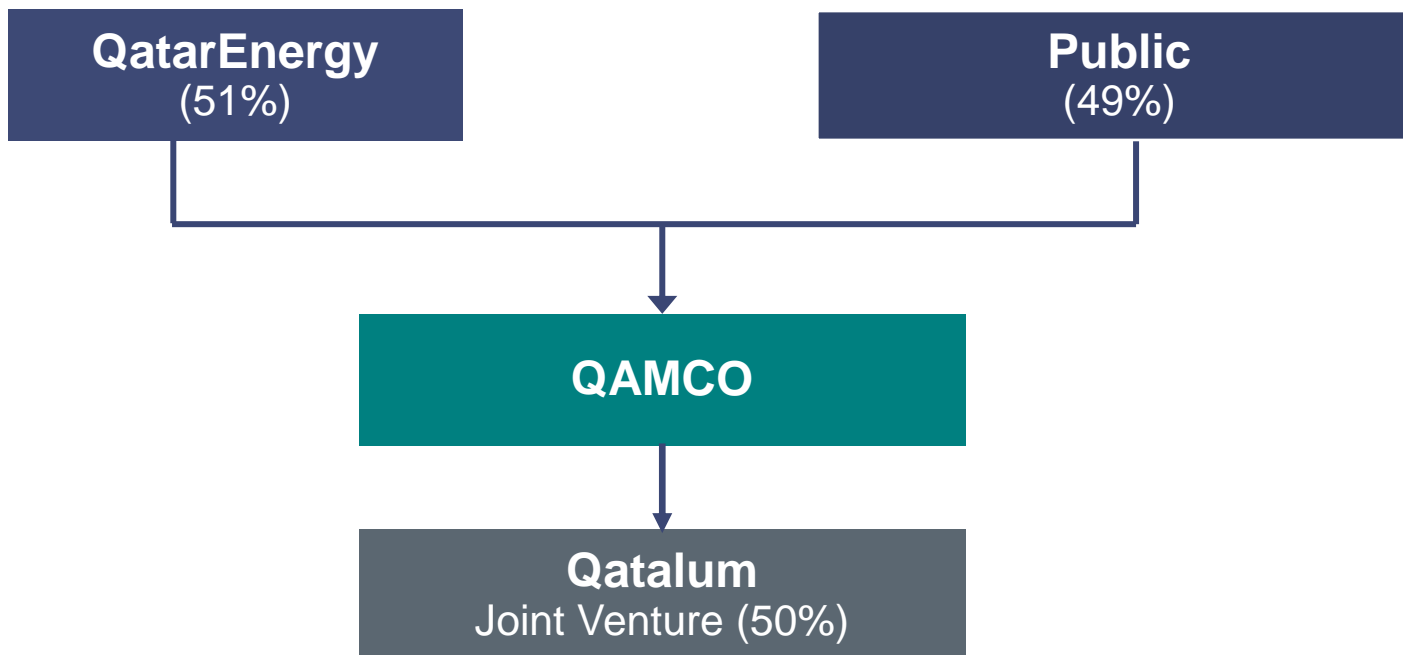 QatarEnergy
(51%)
Public
(49%)
QAMCO
Qatalum
Joint Venture (50%)